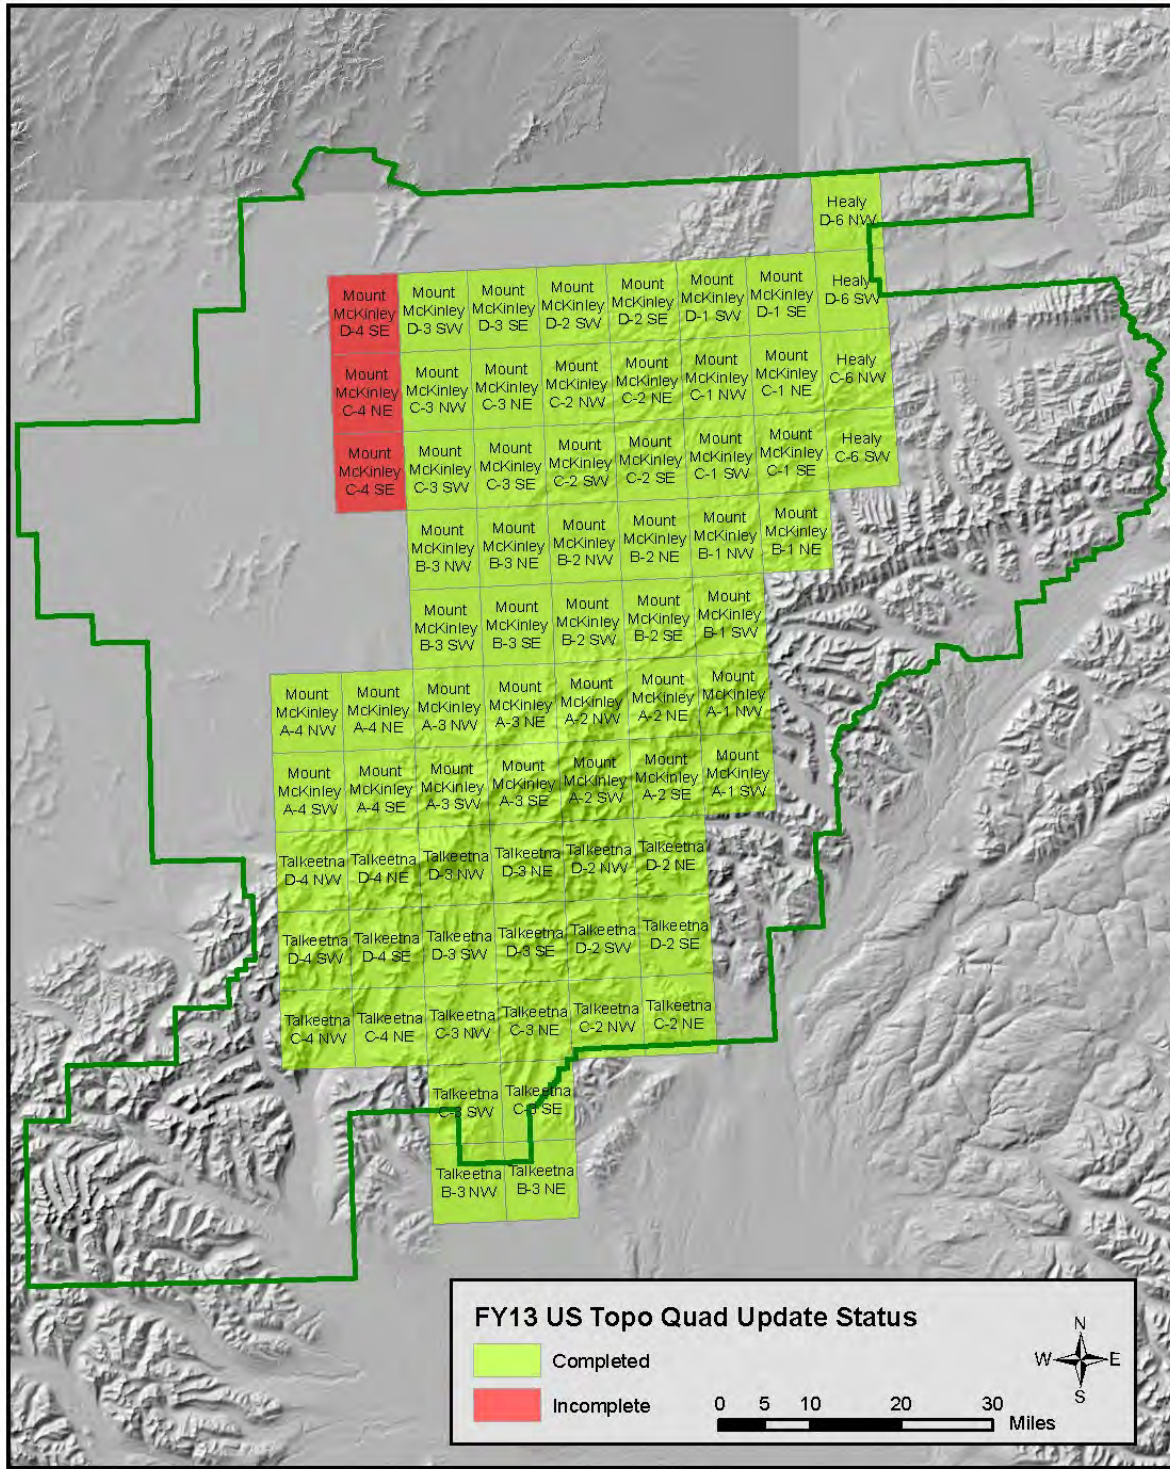 Healy
D-6 NW
Mount
McKinley
D-4 SE
Mount
McKinley
D-3 SW
Mount
McKinley
D-3 SE
Mount
McKinley
D-2 SW
Mount
McKinley
D-2 SE
Mount
McKinley
D-1 SW
Mount
McKinley
D-1 SE
Healy
D-6 SW
Mount
McKinley
C-4 NE
Mount
McKinley
C-3 NW
Mount
McKinley
C-3 NE
Mount
McKinley
C-2 NW
Mount
McKinley
C-2 NE
Mount
McKinley
C-1 NW
Mount
McKinley
C-1 NE
Healy
C-6 NW
Mount
McKinley
C-4 SE
Mount
McKinley
C-3 SW
Mount
McKinley
C-3 SE
Mount
McKinley
C-2 SW
Mount
McKinley
C-2 SE
Mount
McKinley
C-1 SW
Mount
McKinley
C-1 SE
Healy
C-6 SW
Mount
McKinley
B-3 NW
Mount
McKinley
B-3 NE
Mount
McKinley
B-2 NW
Mount
McKinley
B-2 NE
Mount
McKinley
B-1 NW
Mount
McKinley
B-1 NE
Mount
McKinley
B-3 SW
Mount
McKinley
B-3 SE
Mount
McKinley
B-2 SW
Mount
McKinley
B-2 SE
Mount
McKinley
B-1 SW
Mount
McKinley
A-4 NW
Mount
McKinley
A-4 NE
Mount
McKinley
A-3 NW
Mount
McKinley
A-3 NE
Mount
McKinley
A-2 NW
Mount
McKinley
A-2 NE
Mount
McKinley
A-1 NW
Mount
McKinley
A-4 SW
Mount
McKinley
A-4 SE
Mount
McKinley
A-3 SW
Mount
McKinley
A-3 SE
Mount
McKinley
A-2 SW
Mount
McKinley
A-2 SE
Mount
McKinley
A-1 SW
Talkeetna
D-4 NW
Talkeetna
D-4 NE
Talkeetna
D-3 NW
Talkeetna
D-3 NE
Talkeetna
D-2 NW
Talkeetna
D-2 NE
Talkeetna
D-4 SW
Talkeetna
D-4 SE
Talkeetna
D-3 SW
Talkeetna
D-3 SE
Talkeetna
D-2 SW
Talkeetna
D-2 SE
Talkeetna
C-4 NW
Talkeetna
C-4 NE
Talkeetna
C-3 NW
Talkeetna
C-3 NE
Talkeetna
C-2 NW
Talkeetna
C-2 NE
Talkeetna
C-3 SW
Talkeetna
C-3 SE
Talkeetna
B-3 NW
Talkeetna
B-3 NE
FY13 US Topo Quad Update Status
Completed
Incomplete
N
W E
S
0 5 10 20 30
Miles